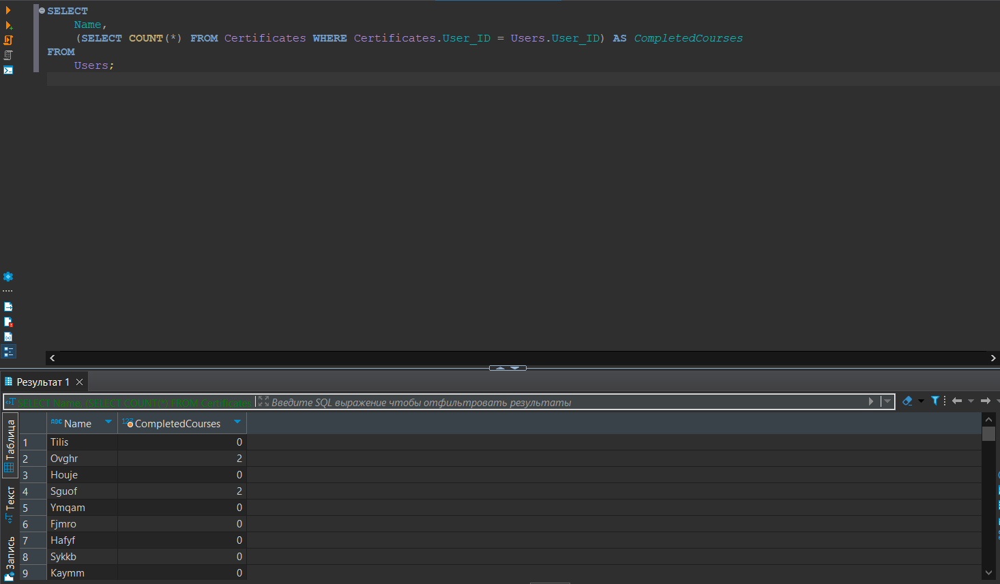 SELECT
Name,
(SELECT COUNT(*) FROM Certificates WHERE Certificates.User_ID = Users.User_ID) AS CompletedCourses
FROM
Users;
Результат 1
SELECT Name, (SELECT COUNT(*) FROM Certificates
Введите SQL выражение чтобы отфильтровать результаты
Таблица
Текст
Запись
ABC Name 123 CompletedCourses
1 Tilis 0
2 Ovghr 2
3 Houje 0
4 Sguof 2
5 Ymqam 0
6 Fjmro 0
7 Hafyf 0
8 Sykkb 0
9 Kaymm 0